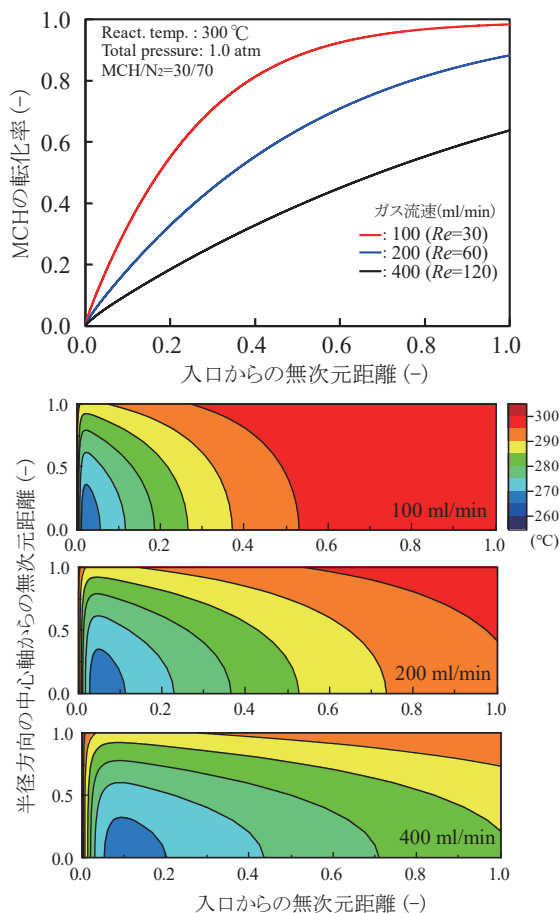 React. temp. : 300 ℃
Total pressure: 1.0 atm
MCH/N2=30/70
MCHの転化率 (-)
1.0
0.8
0.6
0.4
0.2
0.0
ガス流速(ml/min)
: 100 (Re=30)
: 200 (Re=60)
: 400 (Re=120)
0.0 0.2 0.4 0.6 0.8 1.0
入口からの無次元距離 (-)
半径方向の中心軸からの無次元距離 (-)
1.0
0.5
0.0
100 ml/min
0.0 0.2 0.4 0.6 0.8 1.0
300
290
280
270
260
(℃)
1.0
0.5
0.0
200 ml/min
0.0 0.2 0.4 0.6 0.8 1.0
1.0
0.5
0.0
400 ml/min
0.0 0.2 0.4 0.6 0.8 1.0
入口からの無次元距離 (-)